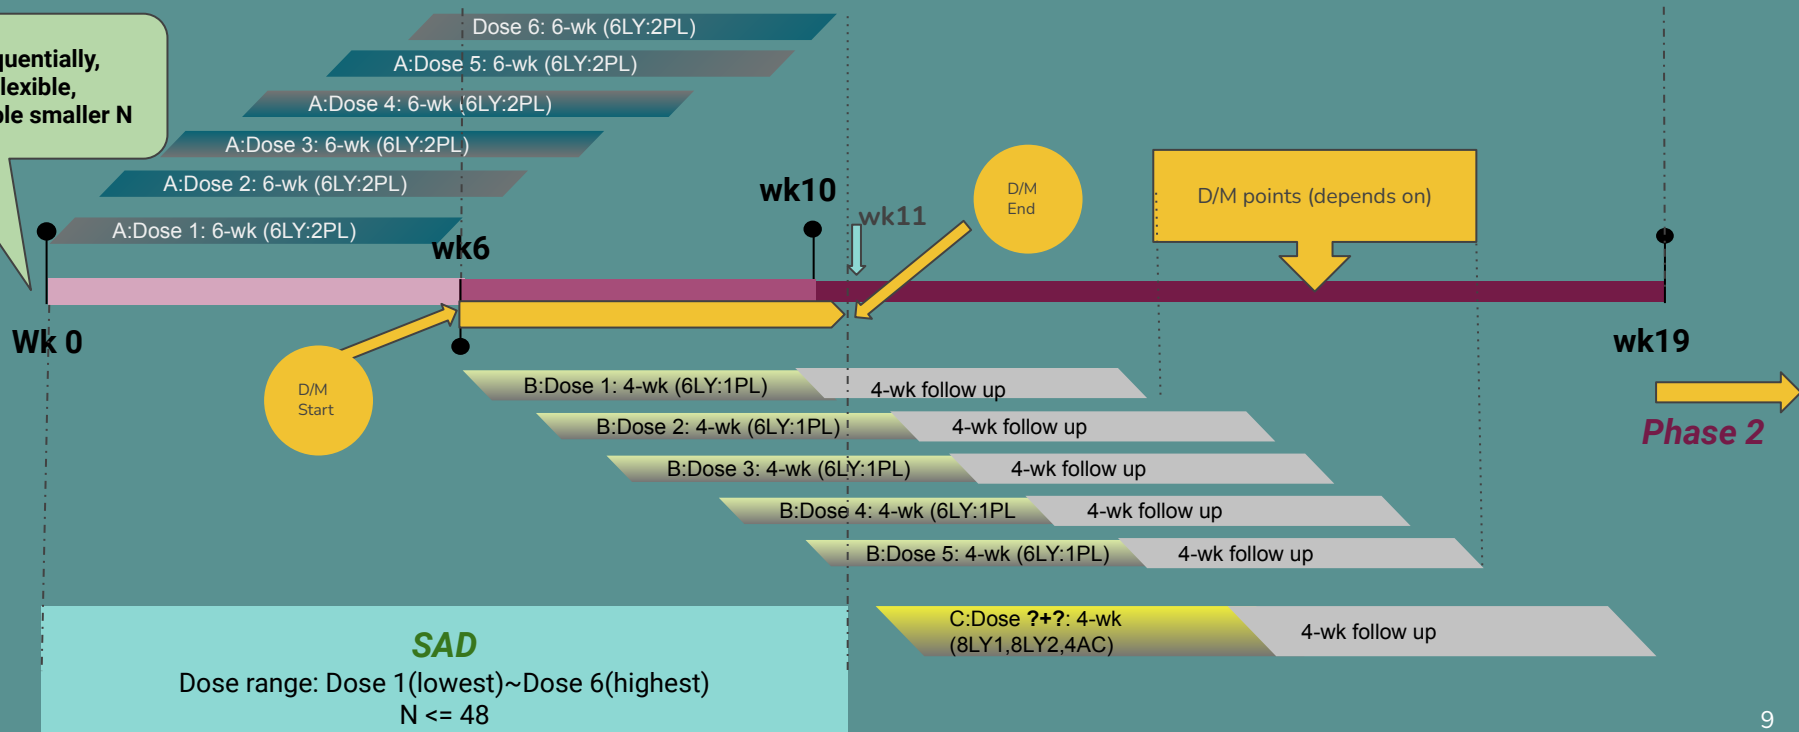 Dose 6: 6-wk (6LY:2PL)
A:Dose 5: 6-wk (6LY:2PL)
A:Dose 4: 6-wk (6LY:2PL)
A:Dose 3: 6-wk (6LY:2PL)
A:Dose 2: 6-wk (6LY:2PL)
A:Dose 1: 6-wk (6LY:2PL)
smaller N
wk6
wk10
wk11
D/M
End
D/M points (depends on)
Wk 0
wk19
D/M
Start
Phase 2
B:Dose 1: 4-wk (6LY:1PL)
4-wk follow up
B:Dose 2: 4-wk (6LY:1PL)
4-wk follow up
B:Dose 3: 4-wk (6LY:1PL)
4-wk follow up
B:Dose 4: 4-wk (6LY:1PL
4-wk follow up
B:Dose 5: 4-wk (6LY:1PL)
4-wk follow up
C:Dose ?+?: 4-wk
(8LY1,8LY2,4AC)
4-wk follow up
SAD
Dose range: Dose 1(lowest)~Dose 6(highest)
N <= 48
9